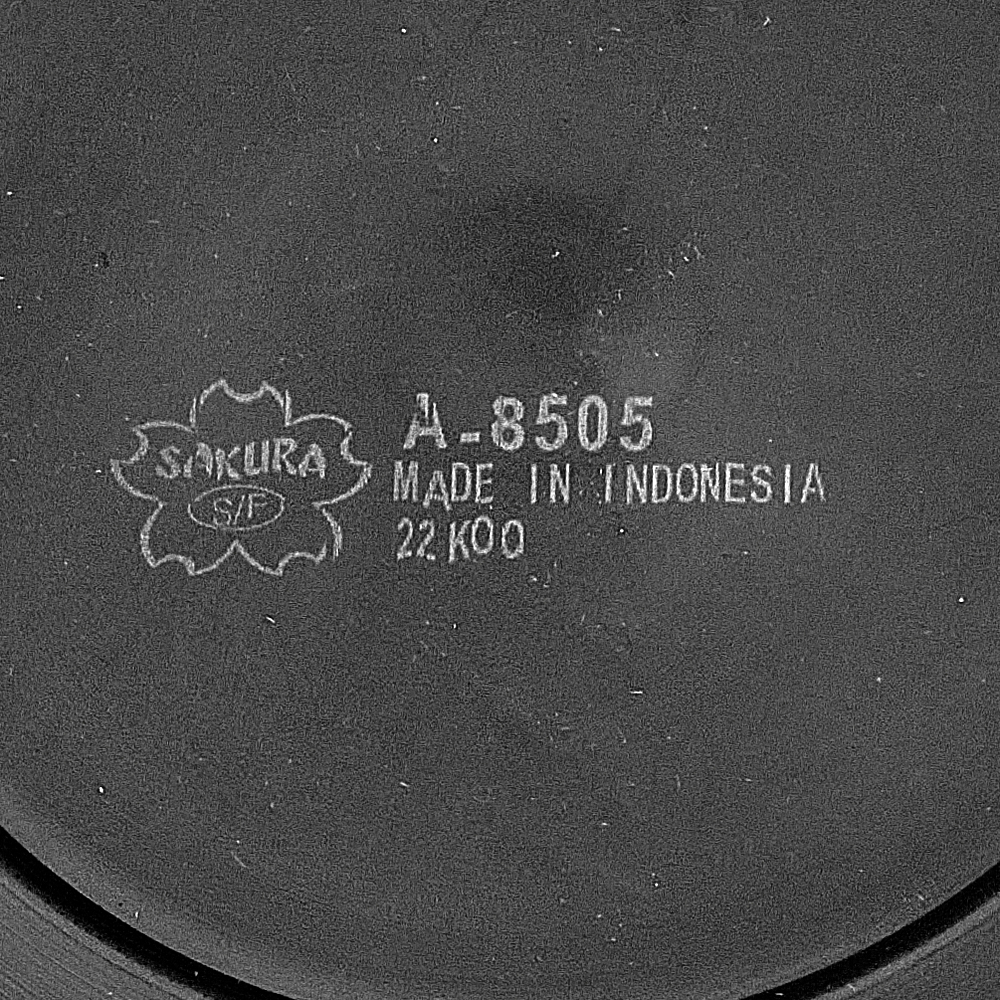 SAKURA
S/F
A-8505
MADE IN INDONESIA
22 KOO